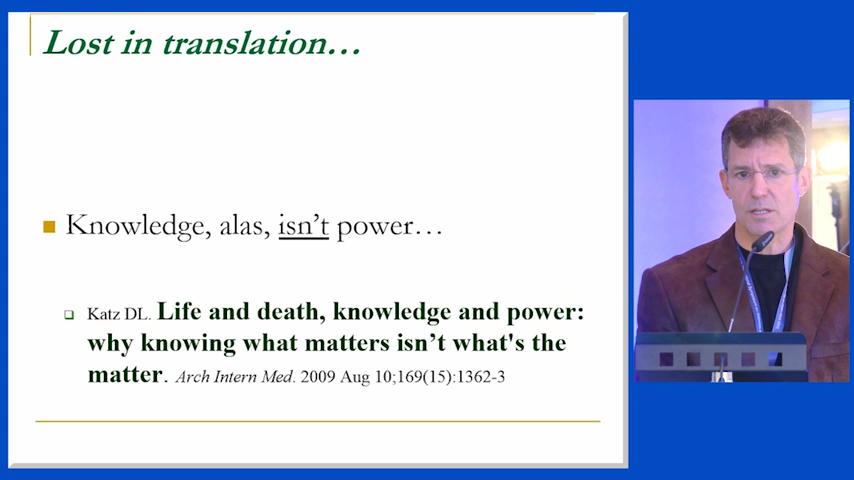 Lost in translation…
Knowledge, alas, isn't power…
Katz DL. Life and death, knowledge and power:
why knowing what matters isn't what's the
matter. Arch Intern Med. 2009 Aug 10;169(15):1362-3